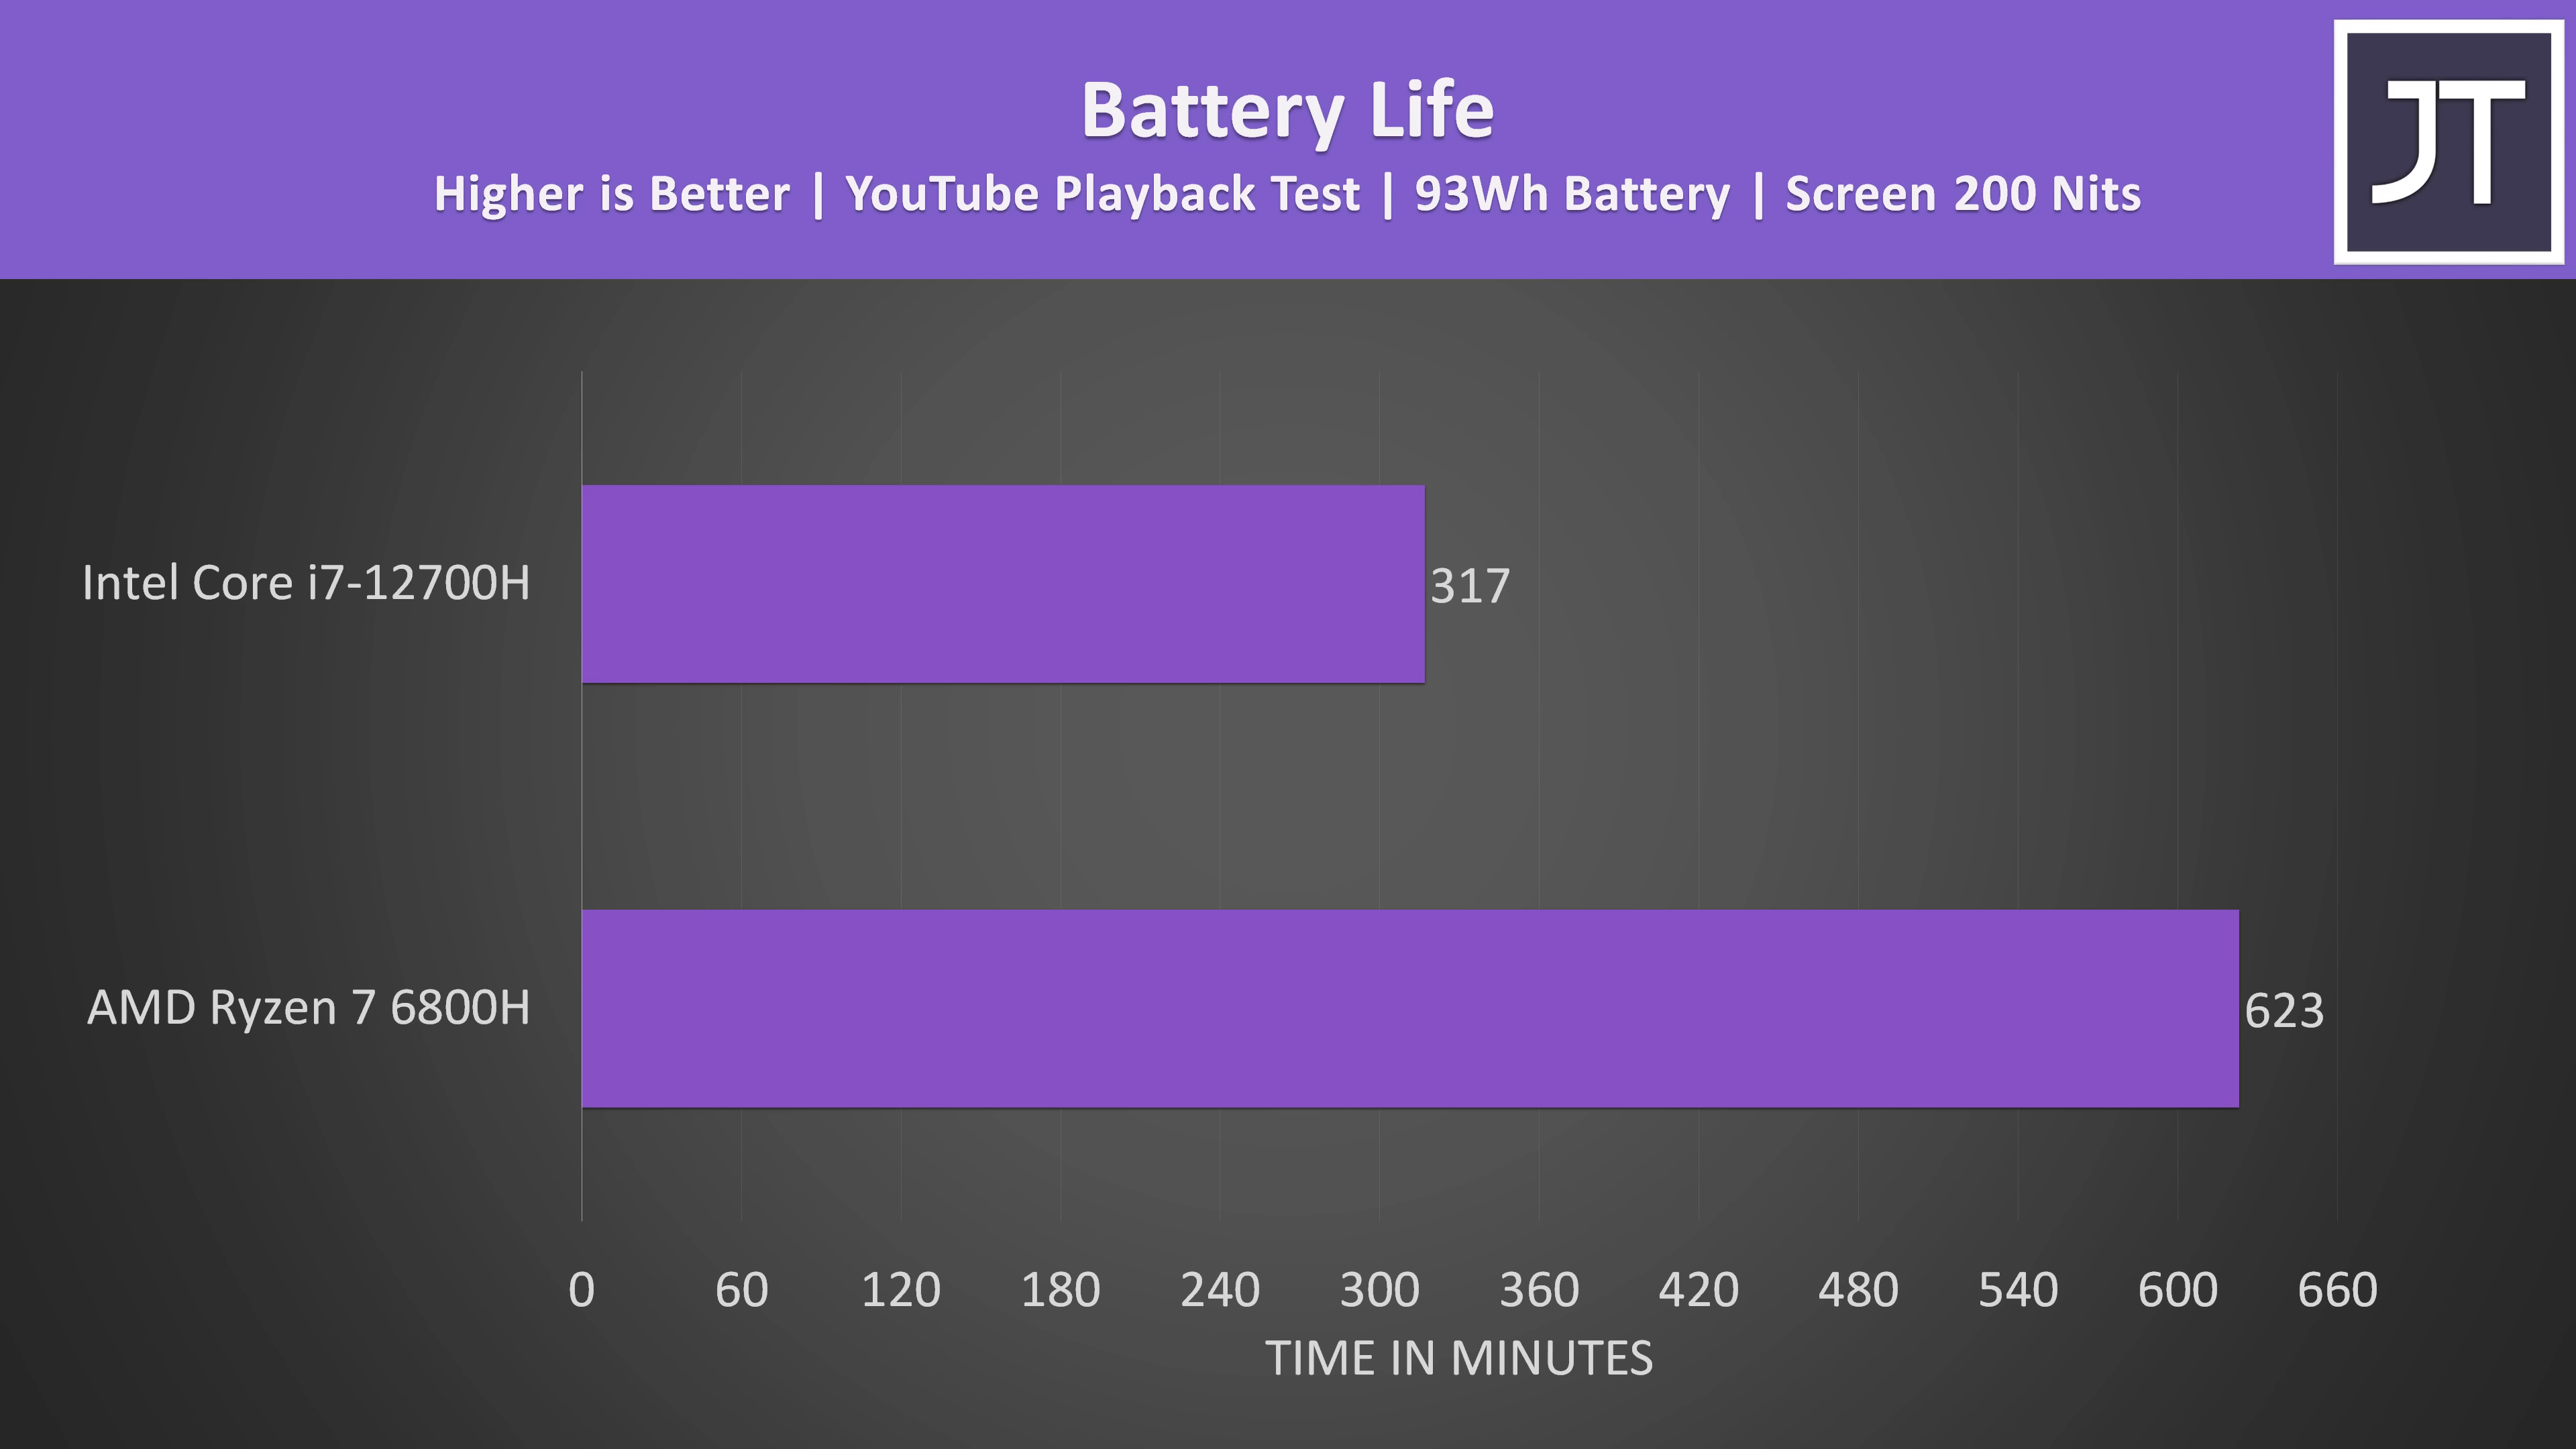 Battery Life
Higher is Better | YouTube Playback Test | 93Wh Battery | Screen 200 Nits
JT
Intel Core i7-12700H
317
AMD Ryzen 7 6800H
623
0 60 120 180 240 300 360 420 480 540 600 660
TIME IN MINUTES